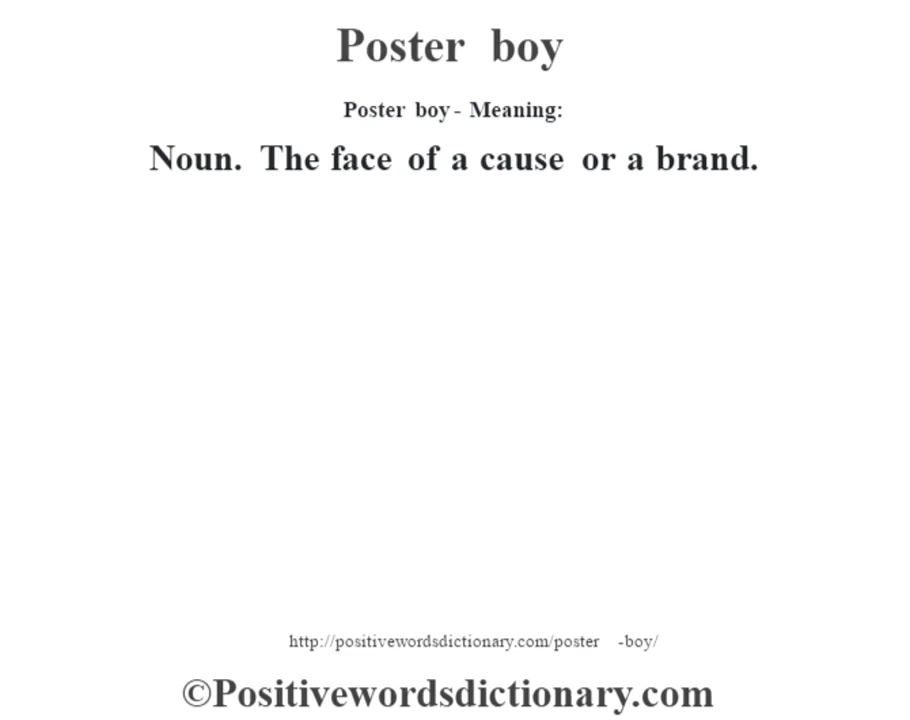 Poster boy
Poster boy - Meaning:
Noun. The face of a cause or a brand.
http://positivewordsdictionary.com/poster -boy/
©Positivewordsdictionary.com